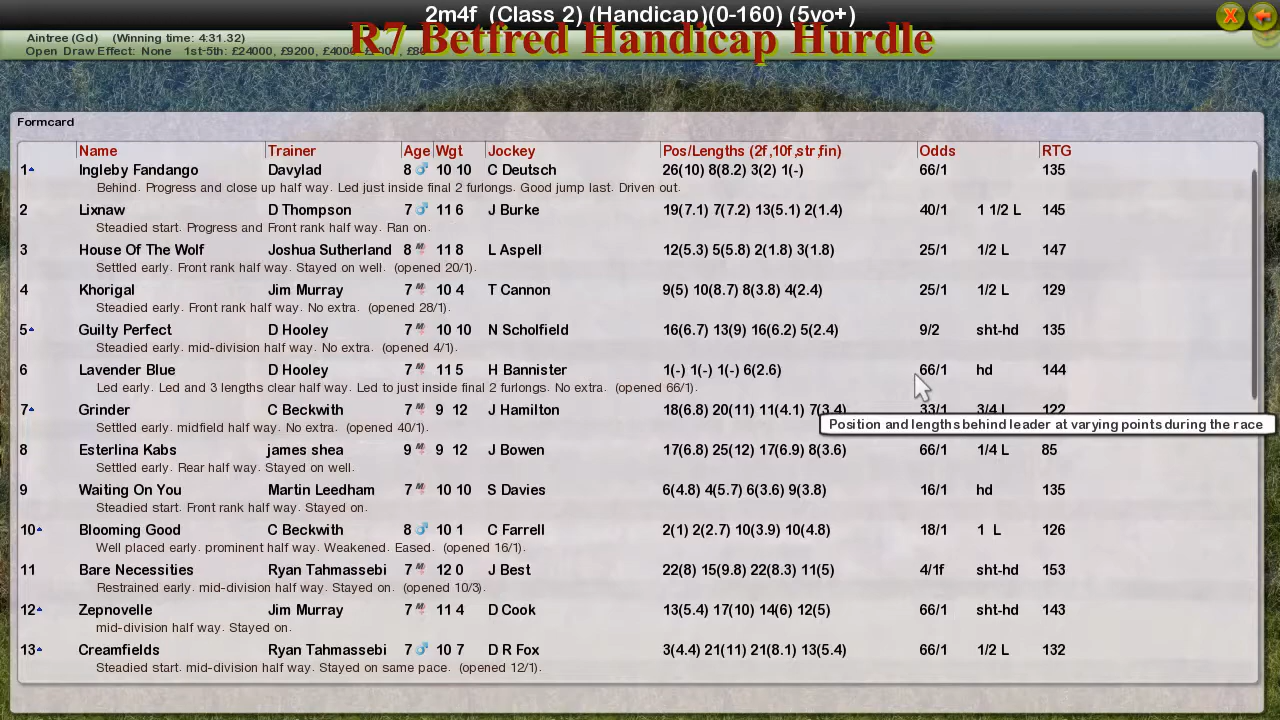 2m4f (Class 2) (Handicap)(0-160) (5vo+)
R7 Betfred Handicap Hurdle
Aintree (Gd) (Winning time: 4:31.32)
Open Draw Effect: None 1st-5th: £24000, £9200,
Formcard
Name Trainer Age Wgt Jockey Pos/Lengths (2f,10f,str,fin) Odds RTG
1 Ingleby Fandango Davylad 8 10 10 C Deutsch 26(10) 8(8.2) 3(2) 1(-) 66/1 135
Behind. Progress and close up half way. Led just inside final 2 furlongs. Good jump last. Driven out.
2 Lixnaw D Thompson 7 11 6 J Burke 19(7.1) 7(7.2) 13(5.1) 2(1.4) 40/1 1 1/2 L 145
Steadied start. Progress and Front rank half way. Ran on.
3 House Of The Wolf Joshua Sutherland 8 11 8 L Aspell 12(5.3) 5(5.8) 2(1.8) 3(1.8) 25/1 1/2 L 147
Settled early. Front rank half way. Stayed on well. (opened 20/1).
4 Khorigal Jim Murray 7 10 4 T Cannon 9(5) 10(8.7) 8(3.8) 4(2.4) 25/1 1/2 L 129
Steadied early. Front rank half way. No extra. (opened 28/1).
5 Guilty Perfect D Hooley 7 10 10 N Scholfield 16(6.7) 13(9) 16(6.2) 5(2.4) 9/2 sht-hd 135
Steadied early. mid-division half way. No extra. (opened 4/1).
6 Lavender Blue D Hooley 7 11 5 H Bannister 1(-) 1(-) 1(-) 6(2.6) 66/1 hd 144
Led early. Led and 3 lengths clear half way. Led to just inside final 2 furlongs. No extra. (opened 66/1).
7 Grinder C Beckwith 7 9 12 J Hamilton 18(6.8) 20(11) 11(4.1) 7(3.4) 33/1 3/4 L 122
Settled early. midfield half way. No extra. (opened 40/1).
Position and lengths behind leader at varying points during the race
8 Esterlina Kabs james shea 9 9 12 J Bowen 17(6.8) 25(12) 17(6.9) 8(3.6) 66/1 1/4 L 85
Settled early. Rear half way. Stayed on well.
9 Waiting On You Martin Leedham 7 10 10 S Davies 6(4.8) 4(5.7) 6(3.6) 9(3.8) 16/1 hd 135
Steadied start. Front rank half way. Stayed on.
10 Blooming Good C Beckwith 8 10 1 C Farrell 2(1) 2(2.7) 10(3.9) 10(4.8) 18/1 1 L 126
Well placed early. prominent half way. Weakened. Eased. (opened 16/1).
11 Bare Necessities Ryan Tahmassebi 7 12 0 J Best 22(8) 15(9.8) 22(8.3) 11(5) 4/1f sht-hd 153
Restrained early. mid-division half way. Stayed on. (opened 10/3).
12 Zepnovelle Jim Murray 7 11 4 D Cook 13(5.4) 17(10) 14(6) 12(5) 66/1 sht-hd 143
mid-division half way. Stayed on.
13 Creamfields Ryan Tahmassebi 7 10 7 D R Fox 3(4.4) 21(11) 21(8.1) 13(5.4) 66/1 1/2 L 132
Steadied start. mid-division half way. Stayed on same pace. (opened 12/1).